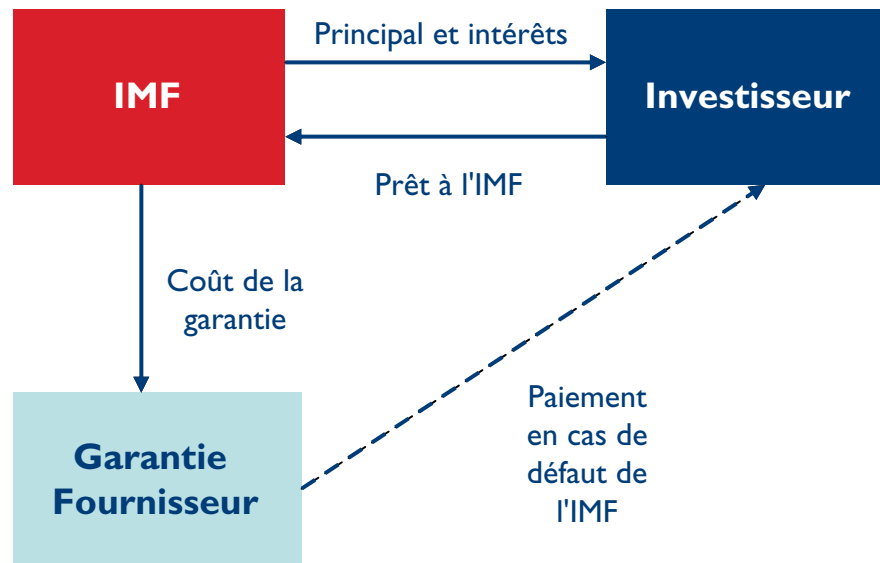 Principal et intérêts
IMF
Investisseur
Prêt à l'IMF
Coût de la
garantie
Garantie
Fournisseur
Paiement
en cas de
défaut de
l'IMF